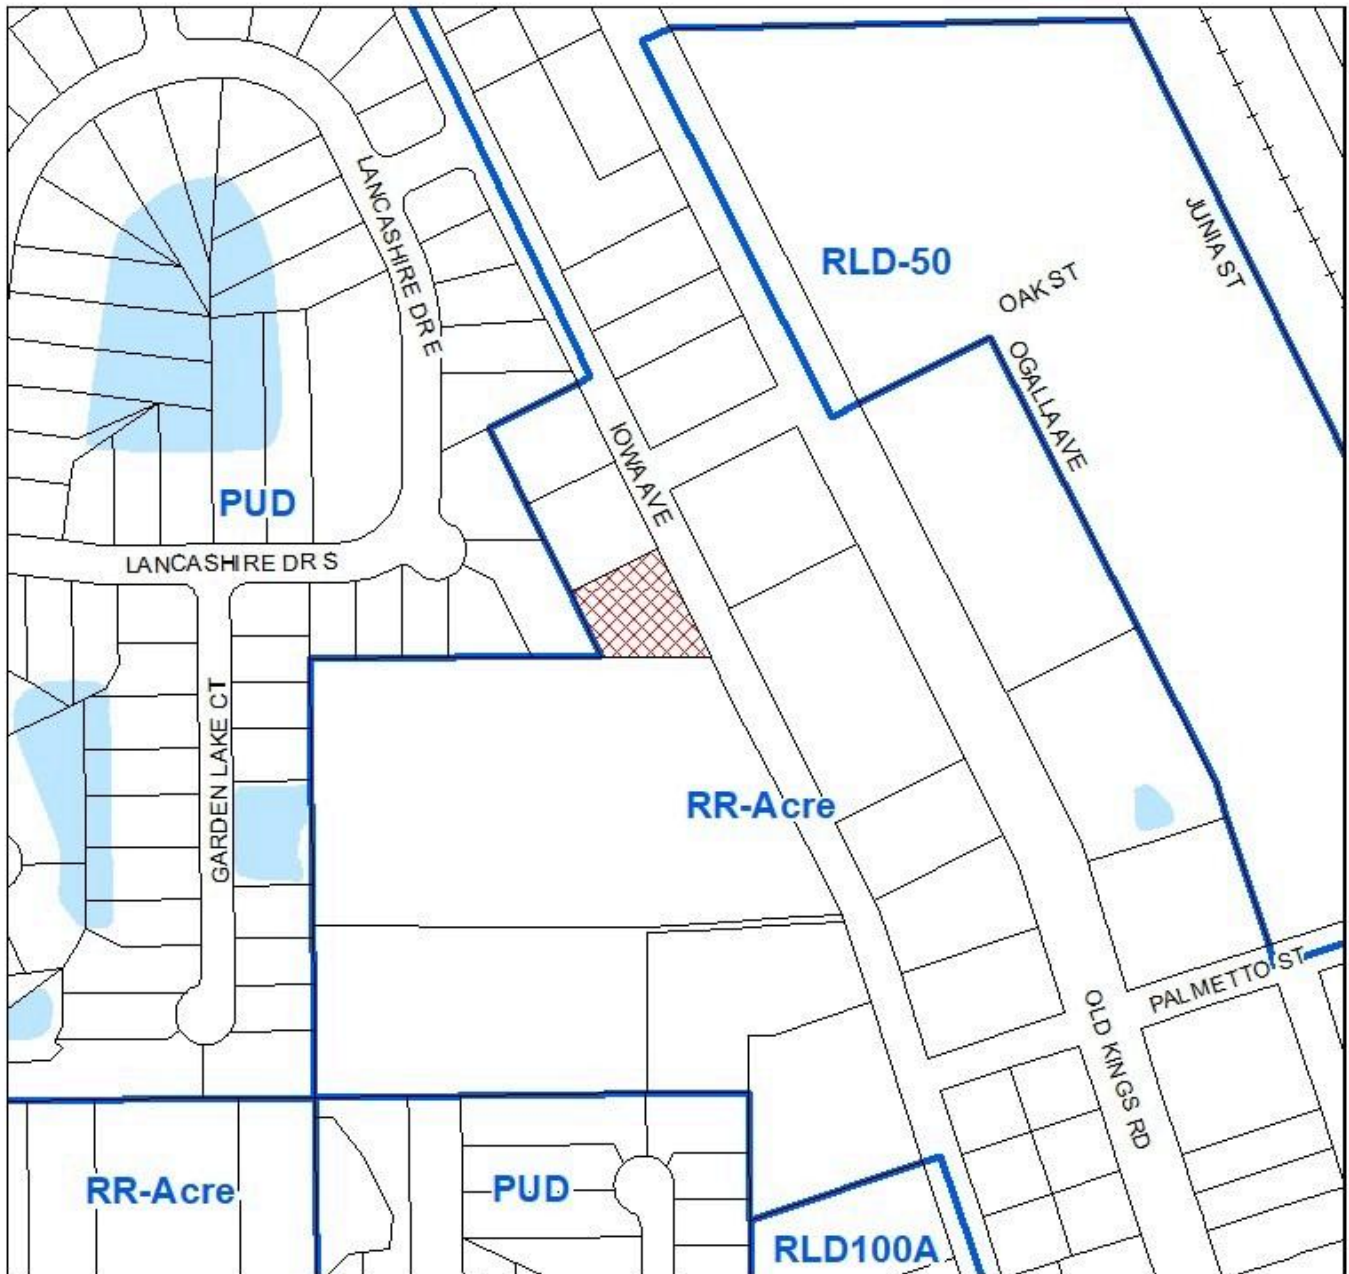 LANCASHIRE DR E
JUNIA ST
RLD-50
OAK ST
OGALLA AVE
IOWA AVE
PUD
LANCASHIRE DR S
GARDEN LAKE CT
RR-Acre
PALMETTO ST
OLD KINGS RD
RR-Acre
PUD
RLD100A